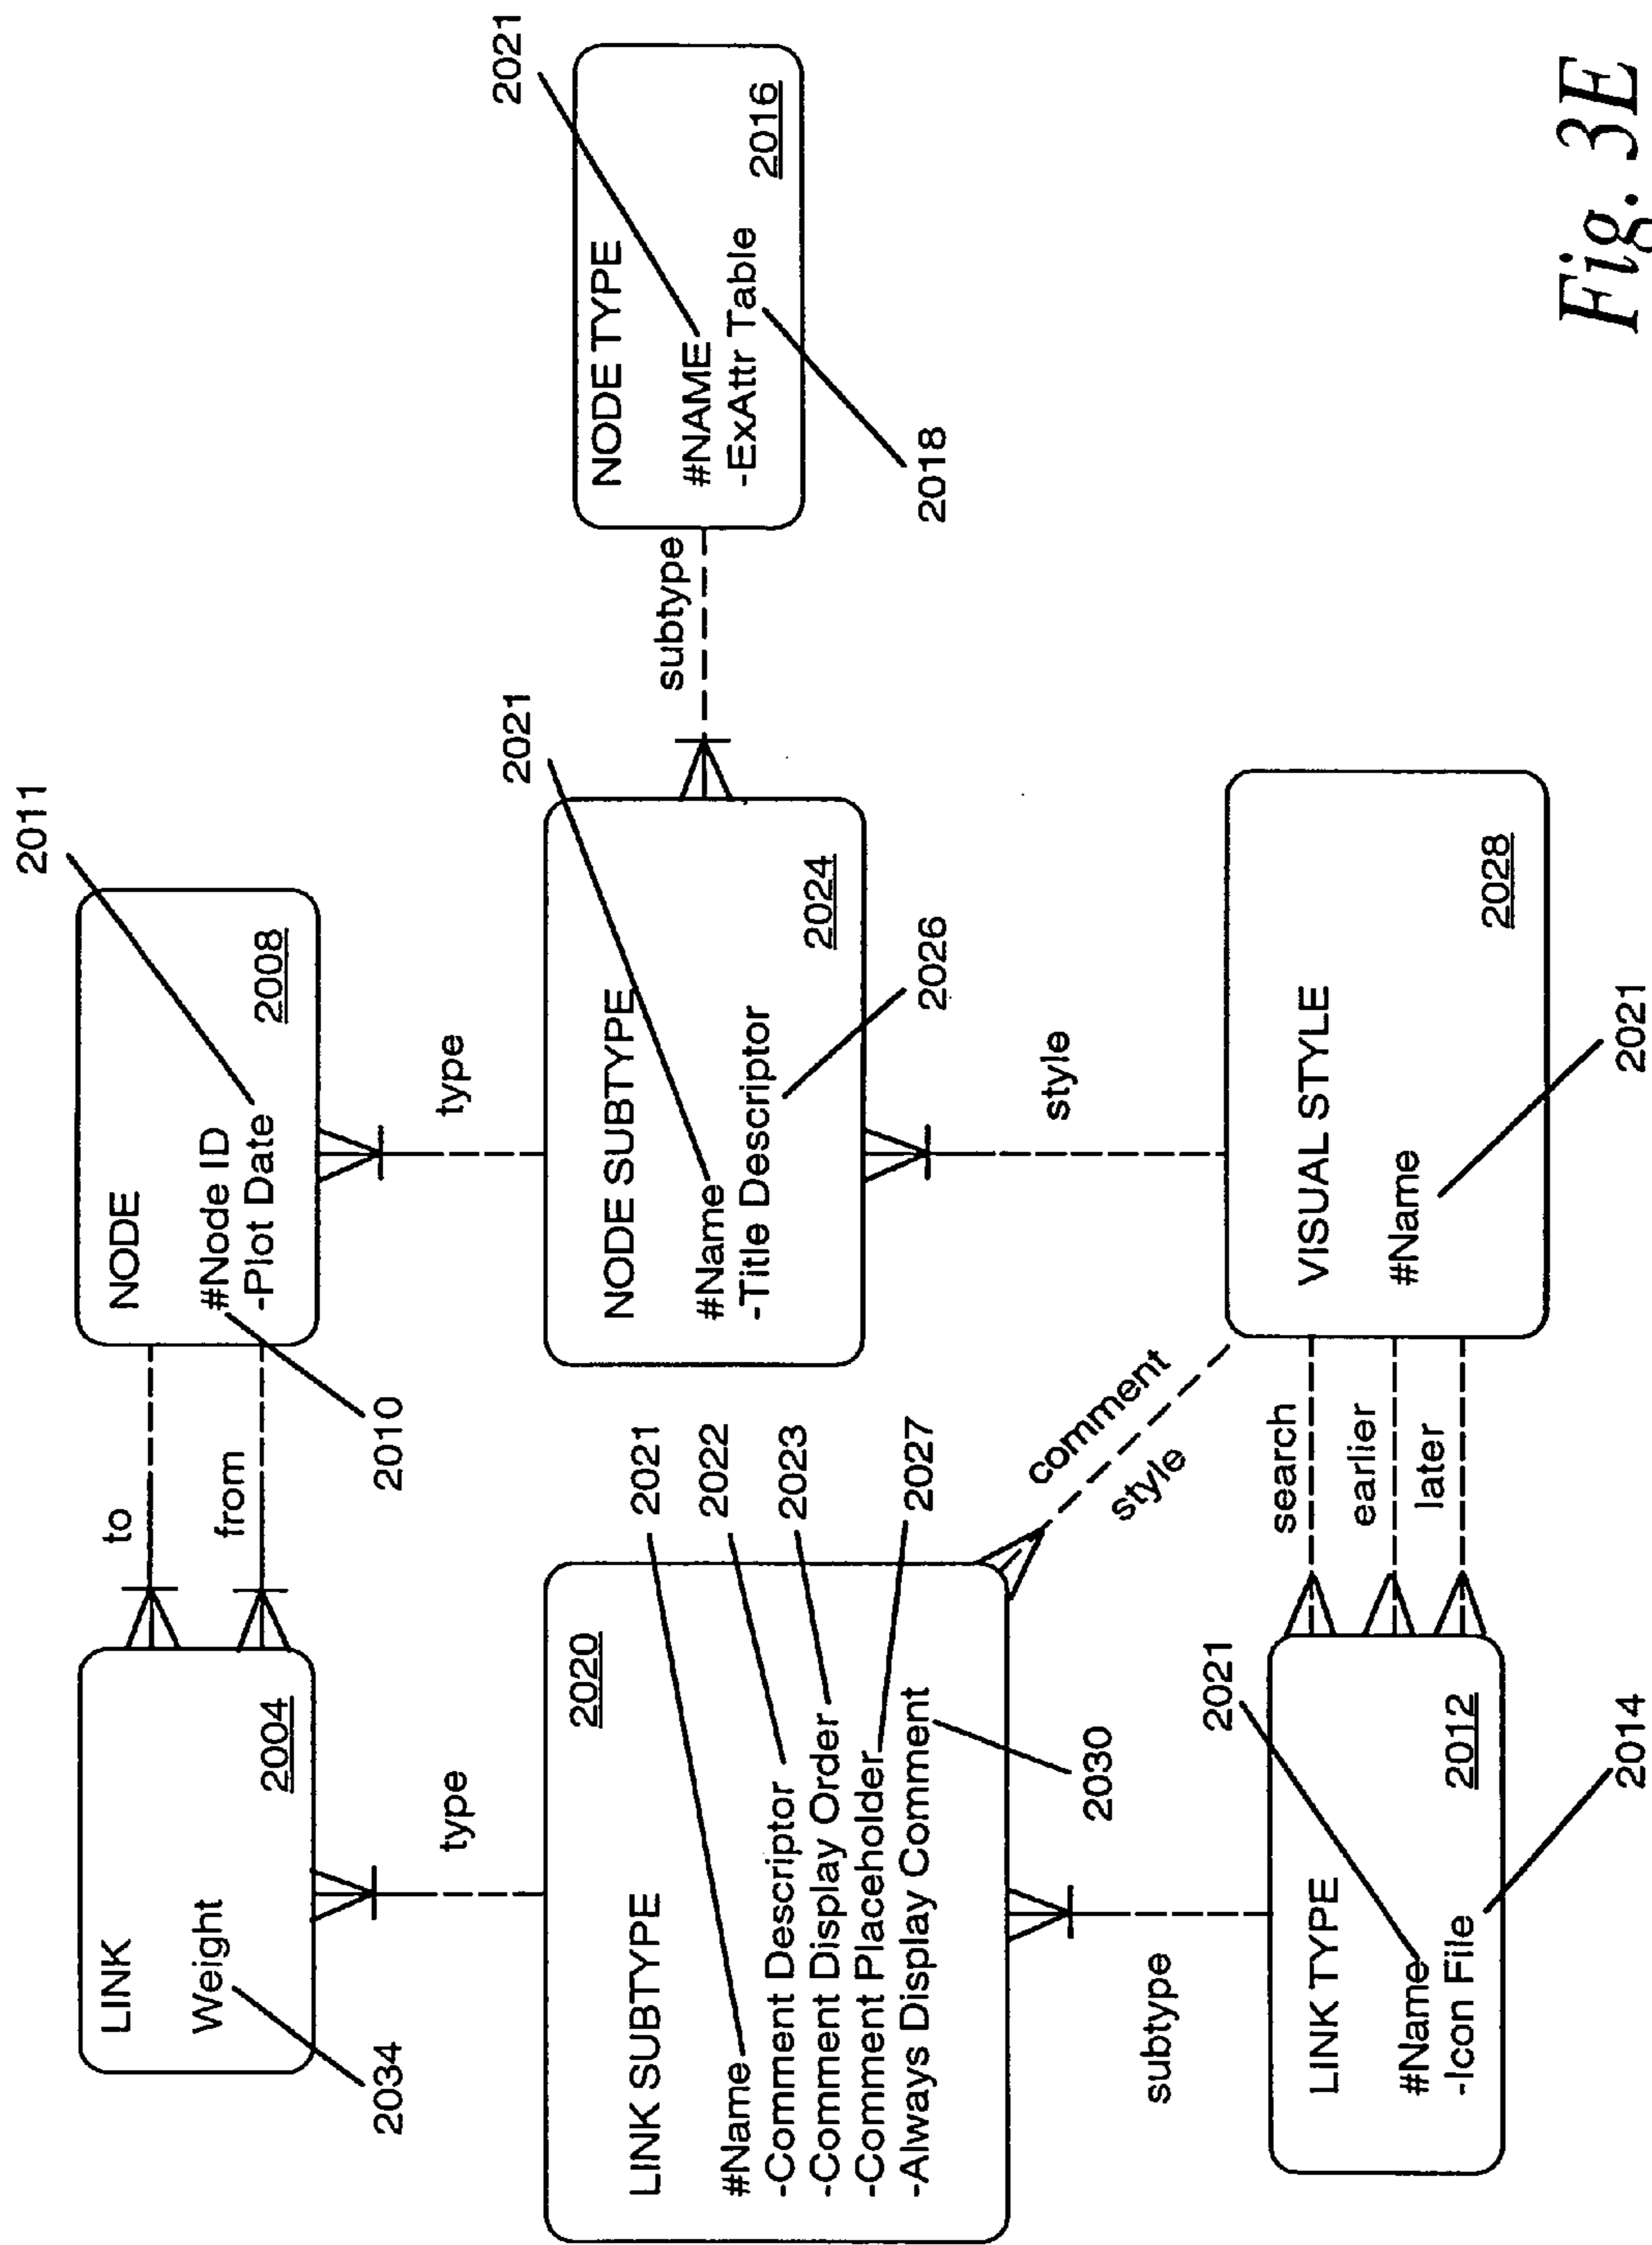 LINK
Weight
2004
2034
to
from
NODE
#Node ID
-Plot Date
2008
2010
2011
type
type
LINK SUBTYPE
2020
#Name
-Comment Descriptor
-Comment Display Order
-Comment Placeholder
-Always Display Comment
2021
2022
2023
2027
2030
NODE SUBTYPE
#Name
-Title Descriptor
2024
2021
2026
subtype
NODE TYPE
#NAME
-ExAttr Table
2016
2021
2018
subtype
comment
style
style
LINK TYPE
#Name
-Icon File
2012
2021
2014
search
earlier
later
VISUAL STYLE
#Name
2028
2021
Fig. 3E